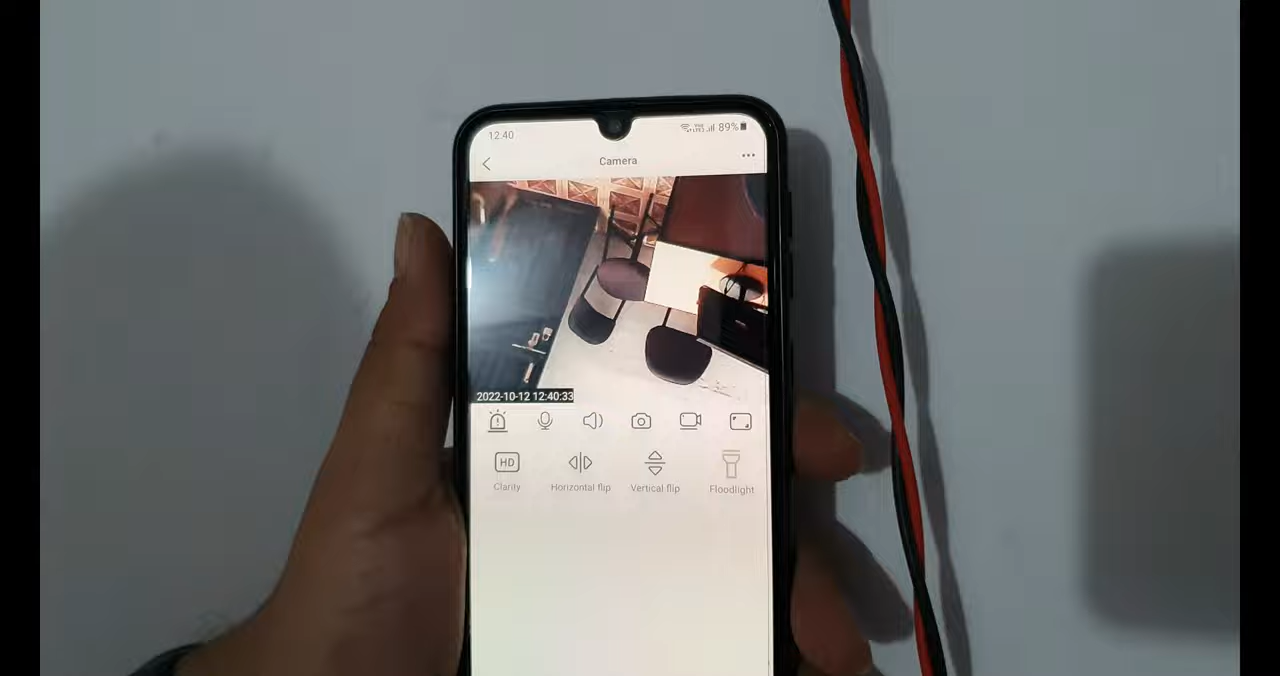 12:40
89%
Camera
2022-10-12 12:40:33
HD
Clarity
Horizontal flip
Vertical flip
Floodlight